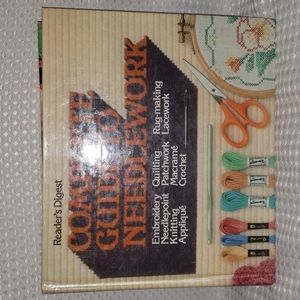 Reader's Digest
COMPLETE
GUIDE TO
NEEDLEWORK
Embroidery
Needlepoint
Knitting
Appliqué
Quilting
Patchwork
Macramé
Crochet
Rug-making
Lacework